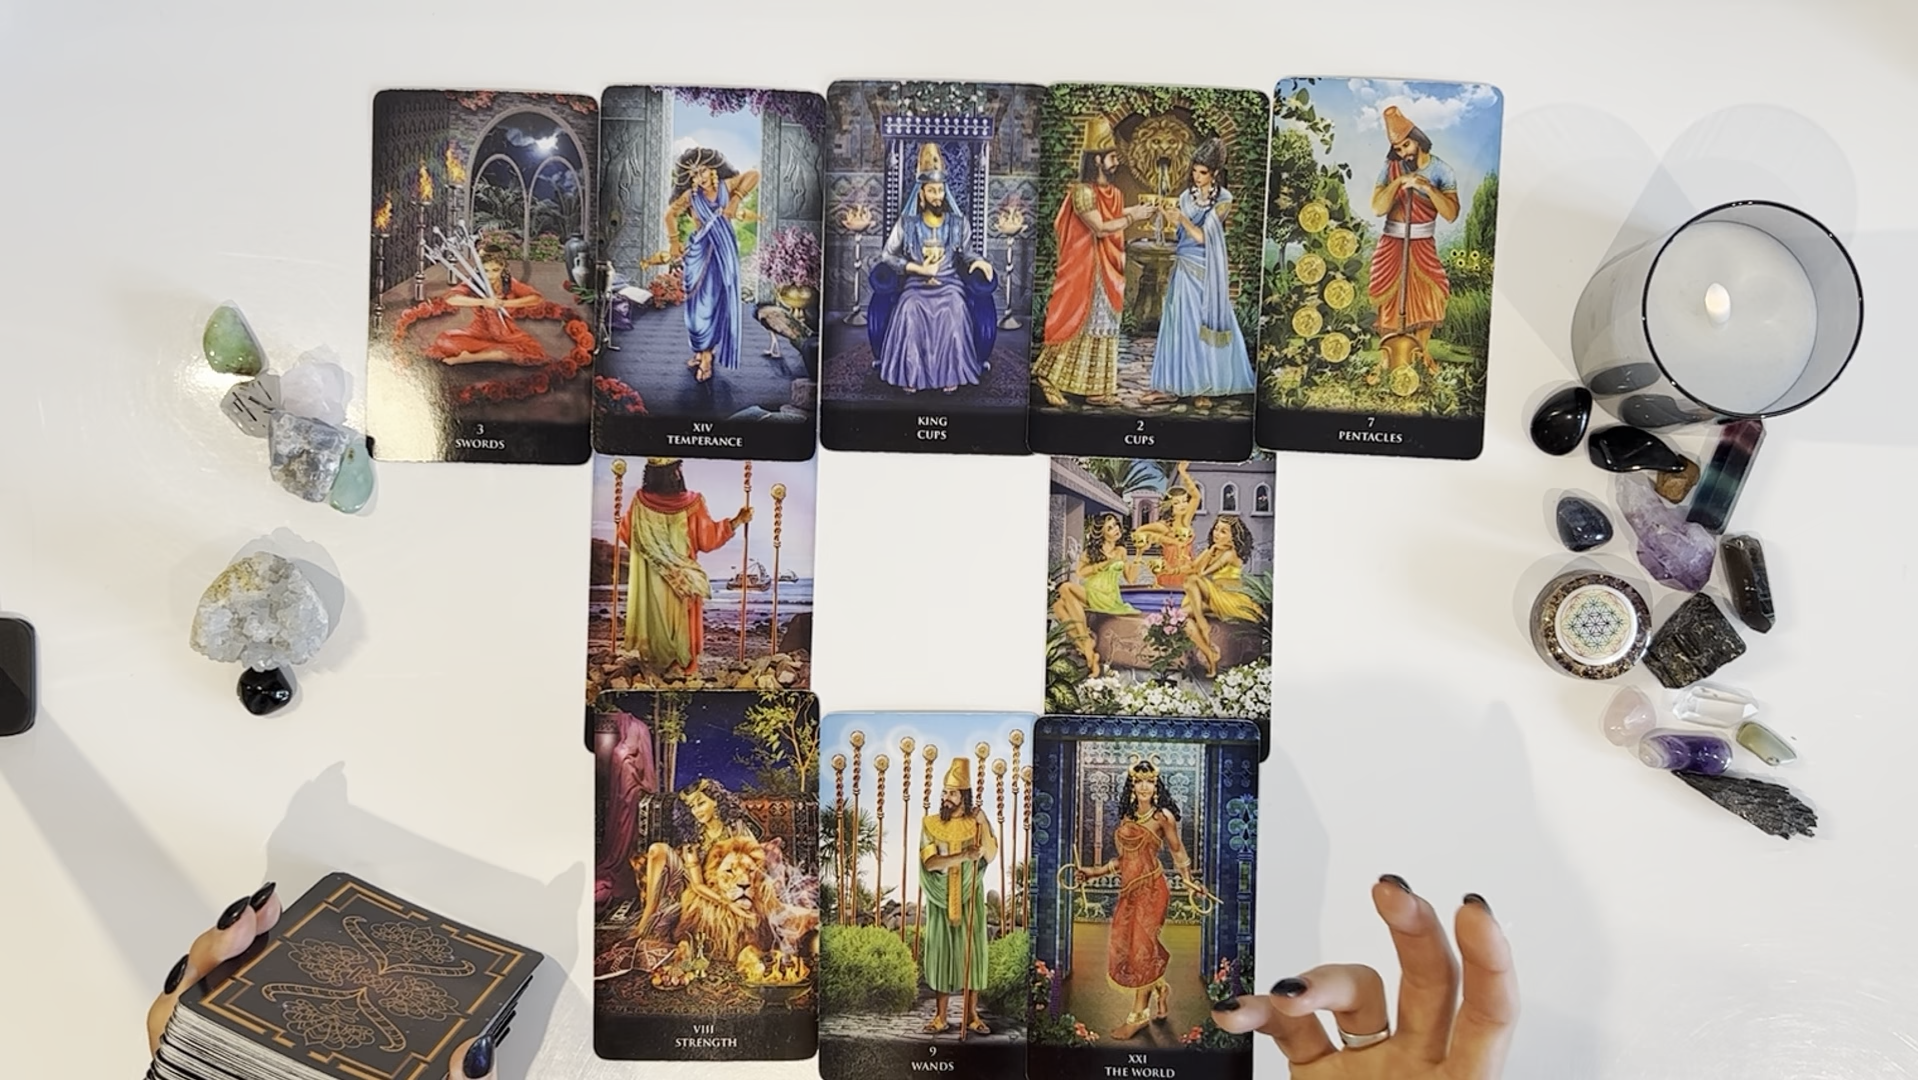 3
SWORDS
XIV
TEMPERANCE
KING
CUPS
2
CUPS
7
PENTACLES
VIII
STRENGTH
9
WANDS
XXI
THE WORLD